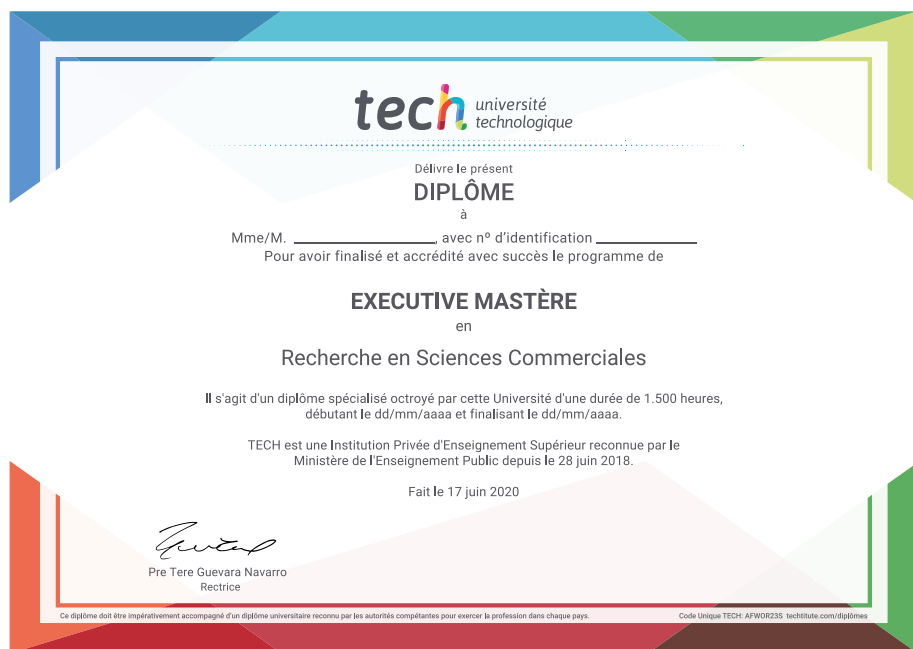 tech université
technologique
Délivre le présent
DIPLÔME
à
Mme/M. ____________, avec nº d'identification ____________
Pour avoir finalisé et accrédité avec succès le programme de
EXECUTIVE MASTÈRE
en
Recherche en Sciences Commerciales
Il s'agit d'un diplôme spécialisé octroyé par cette Université d'une durée de 1.500 heures,
débutant le dd/mm/aaaa et finalisant le dd/mm/aaaa.
TECH est une Institution Privée d'Enseignement Supérieur reconnue par le
Ministère de l'Enseignement Public depuis le 28 juin 2018.
Fait le 17 juin 2020
Pre Tere Guevara Navarro
Rectrice
Ce diplôme doit être impérativement accompagné d'un diplôme universitaire reconnu par les autorités compétantes pour exercer la profession dans chaque pays.
Code Unique TECH: AFWOR23S techtitute.com/diplômes